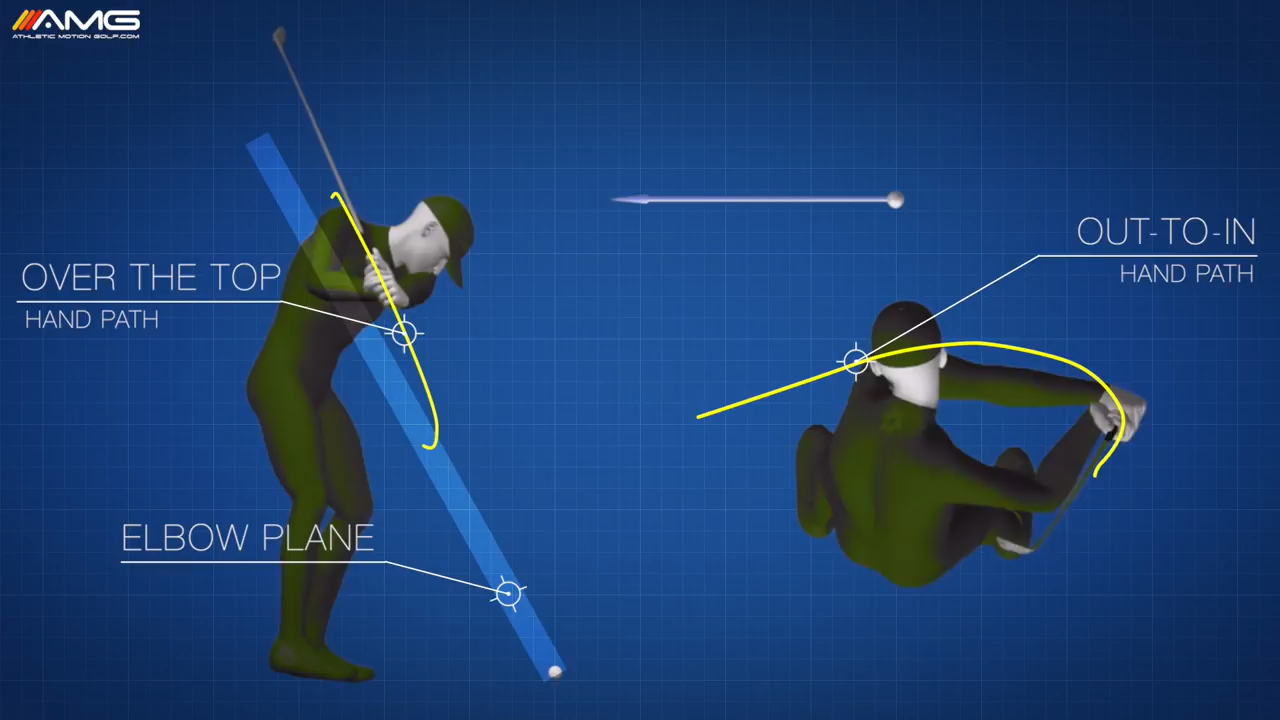 AMG
ATHLETIC MOTION GOLF.COM
OVER THE TOP
HAND PATH
ELBOW PLANE
OUT-TO-IN
HAND PATH